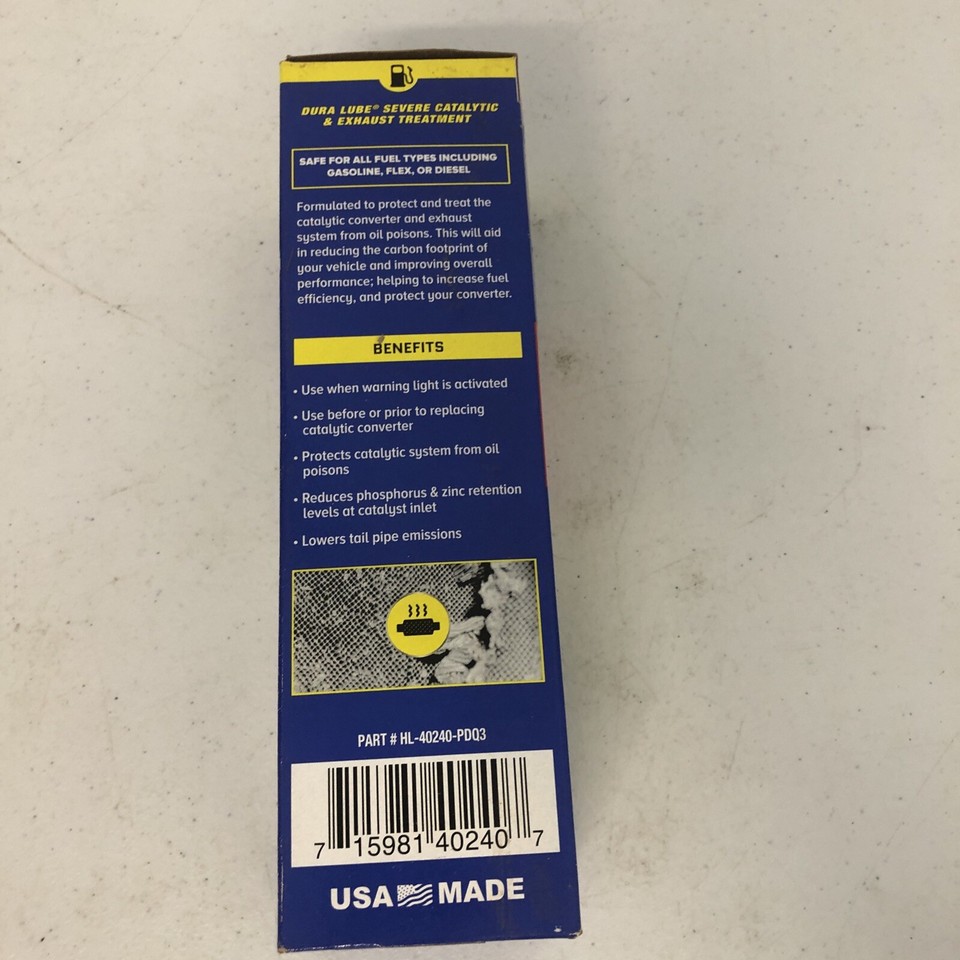 DURA LUBE® SEVERE CATALYTIC
& EXHAUST TREATMENT
SAFE FOR ALL FUEL TYPES INCLUDING
GASOLINE, FLEX, OR DIESEL
Formulated to protect and treat the
catalytic converter and exhaust
system from oil poisons. This will aid
in reducing the carbon footprint of
your vehicle and improving overall
performance; helping to increase fuel
efficiency, and protect your converter.
BENEFITS
• Use when warning light is activated
• Use before or prior to replacing
catalytic converter
• Protects catalytic system from oil
poisons
• Reduces phosphorus & zinc retention
levels at catalyst inlet
• Lowers tail pipe emissions
PART # HL-40240-PDQ3
7 15981 40240 7
USA MADE